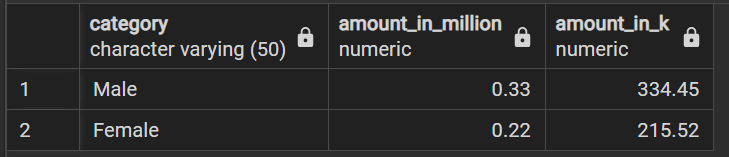 category amount_in_million amount_in_k
character varying (50) numeric numeric
1 Male 0.33 334.45
2 Female 0.22 215.52